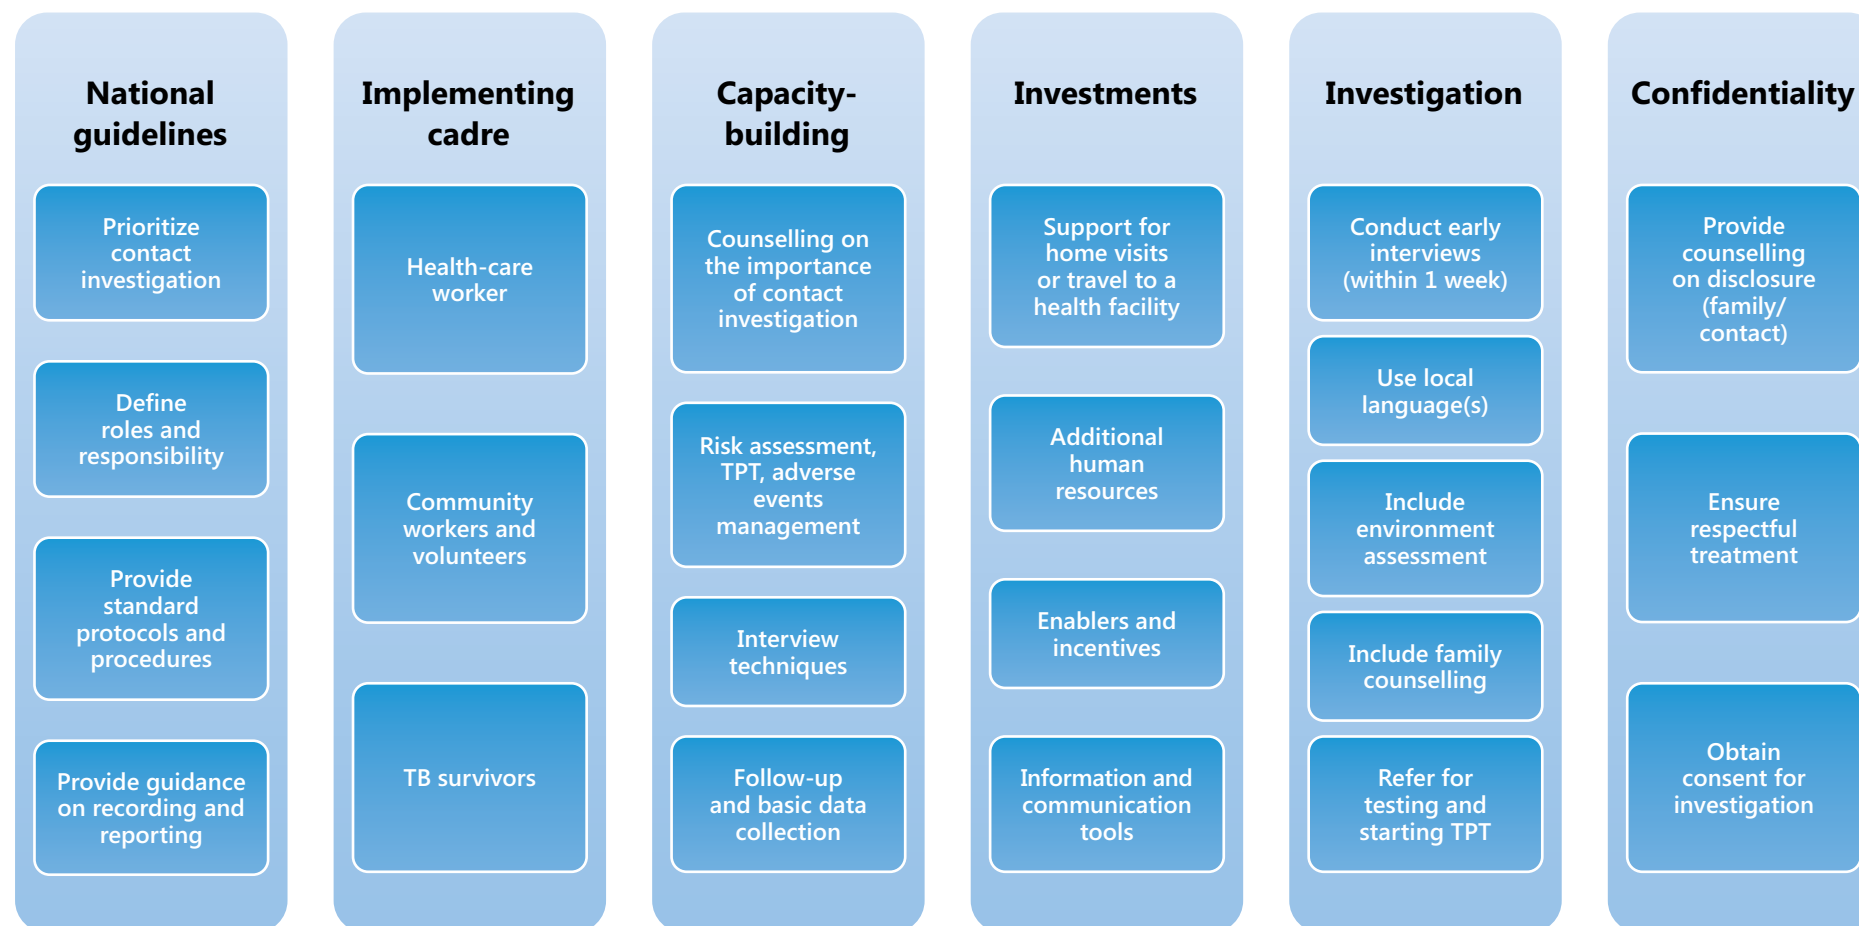 National
guidelines
Prioritize
contact
investigation
Define
roles and
responsibility
Provide
standard
protocols and
procedures
Provide guidance
on recording and
reporting
Implementing
cadre
Health-care
worker
Community
workers and
volunteers
TB survivors
Capacity-
building
Counselling on
the importance
of contact
investigation
Risk assessment,
TPT, adverse
events
management
Interview
techniques
Follow-up
and basic data
collection
Investments
Support for
home visits
or travel to a
health facility
Additional
human
resources
Enablers and
incentives
Information and
communication
tools
Investigation
Conduct early
interviews
(within 1 week)
Use local
language(s)
Include
environment
assessment
Include family
counselling
Refer for
testing and
starting TPT
Confidentiality
Provide
counselling
on disclosure
(family/
contact)
Ensure
respectful
treatment
Obtain
consent for
investigation